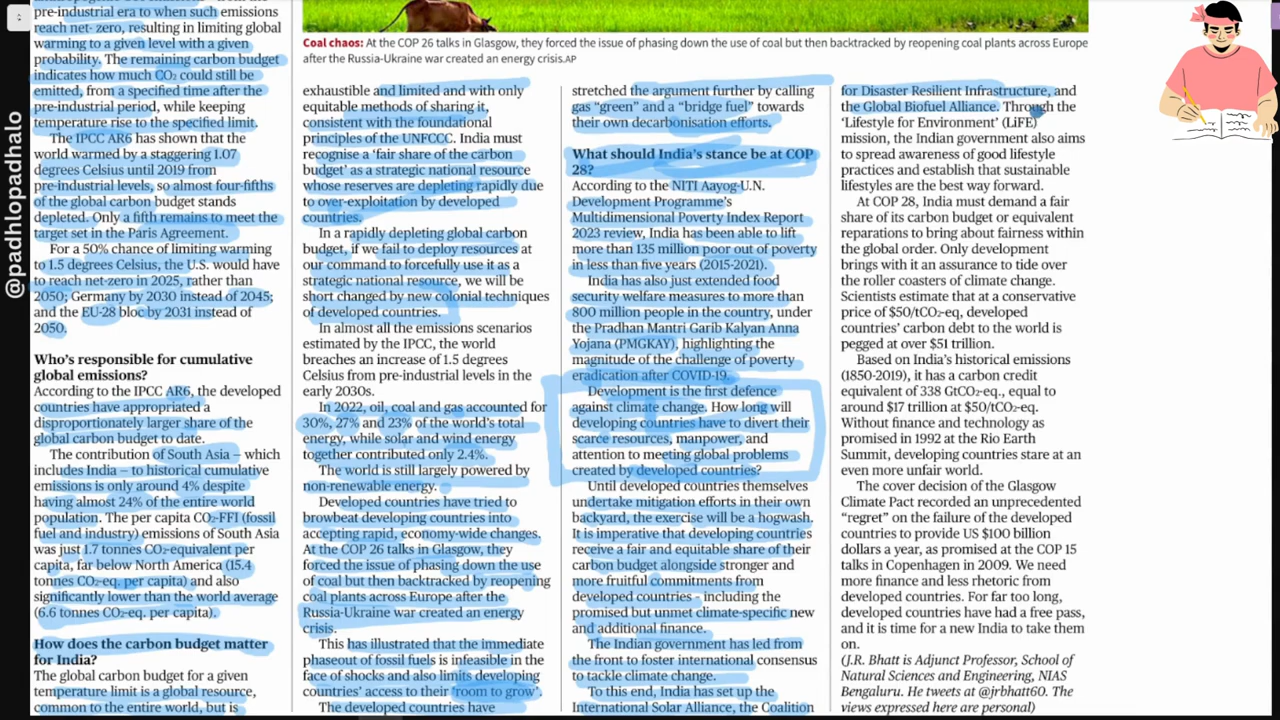 @padhlopadhalo
pre-industrial era to when such emissions
reach net- zero, resulting in limiting global
warming to a given level with a given
probability. The remaining carbon budget
indicates how much CO₂ could still be
emitted, from a specified time after the
pre-industrial period, while keeping
temperature rise to the specified limit.
The IPCC AR6 has shown that the
world warmed by a staggering 1.07
degrees Celsius until 2019 from
pre-industrial levels, so almost four-fifths
of the global carbon budget stands
depleted. Only a fifth remains to meet the
target set in the Paris Agreement.
For a 50% chance of limiting warming
to 1.5 degrees Celsius, the U.S. would have
to reach net-zero in 2025, rather than
2050; Germany by 2030 instead of 2045;
and the EU-28 bloc by 2031 instead of
2050.
Who’s responsible for cumulative
global emissions?
According to the IPCC AR6, the developed
countries have appropriated a
disproportionately larger share of the
global carbon budget to date.
The contribution of South Asia – which
includes India – to historical cumulative
emissions is only around 4% despite
having almost 24% of the entire world
population. The per capita CO₂-FFI (fossil
fuel and industry) emissions of South Asia
was just 1.7 tonnes CO₂-equivalent per
capita, far below North America (15.4
tonnes CO₂-eq. per capita) and also
significantly lower than the world average
(6.6 tonnes CO₂-eq. per capita).
How does the carbon budget matter
for India?
The global carbon budget for a given
temperature limit is a global resource,
common to the entire world, but is
Coal chaos: At the COP 26 talks in Glasgow, they forced the issue of phasing down the use of coal but then backtracked by reopening coal plants across Europe
after the Russia-Ukraine war created an energy crisis.AP
exhaustible and limited and with only
equitable methods of sharing it,
consistent with the foundational
principles of the UNFCCC. India must
recognise a ‘fair share of the carbon
budget’ as a strategic national resource
whose reserves are depleting rapidly due
to over-exploitation by developed
countries.
In a rapidly depleting global carbon
budget, if we fail to deploy resources at
our command to forcefully use it as a
strategic national resource, we will be
short changed by new colonial techniques
of developed countries.
In almost all the emissions scenarios
estimated by the IPCC, the world
breaches an increase of 1.5 degrees
Celsius from pre-industrial levels in the
early 2030s.
In 2022, oil, coal and gas accounted for
30%, 27% and 23% of the world’s total
energy, while solar and wind energy
together contributed only 2.4%.
The world is still largely powered by
non-renewable energy.
Developed countries have tried to
browbeat developing countries into
accepting rapid, economy-wide changes.
At the COP 26 talks in Glasgow, they
forced the issue of phasing down the use
of coal but then backtracked by reopening
coal plants across Europe after the
Russia-Ukraine war created an energy
crisis.
This has illustrated that the immediate
phaseout of fossil fuels is infeasible in the
face of shocks and also limits developing
countries’ access to their ‘room to grow’.
The developed countries have
stretched the argument further by calling
gas “green” and a “bridge fuel” towards
their own decarbonisation efforts.
What should India’s stance be at COP
28?
According to the NITI Aayog-U.N.
Development Programme’s
Multidimensional Poverty Index Report
2023 review, India has been able to lift
more than 135 million poor out of poverty
in less than five years (2015-2021).
India has also just extended food
security welfare measures to more than
800 million people in the country, under
the Pradhan Mantri Garib Kalyan Anna
Yojana (PMGKAY), highlighting the
magnitude of the challenge of poverty
eradication after COVID-19.
Development is the first defence
against climate change. How long will
developing countries have to divert their
scarce resources, manpower, and
attention to meeting global problems
created by developed countries?
Until developed countries themselves
undertake mitigation efforts in their own
backyard, the exercise will be a hogwash.
It is imperative that developing countries
receive a fair and equitable share of their
carbon budget alongside stronger and
more fruitful commitments from
developed countries - including the
promised but unmet climate-specific new
and additional finance.
The Indian government has led from
the front to foster international consensus
to tackle climate change.
To this end, India has set up the
International Solar Alliance, the Coalition
for Disaster Resilient Infrastructure, and
the Global Biofuel Alliance. Through the
‘Lifestyle for Environment’ (LiFE)
mission, the Indian government also aims
to spread awareness of good lifestyle
practices and establish that sustainable
lifestyles are the best way forward.
At COP 28, India must demand a fair
share of its carbon budget or equivalent
reparations to bring about fairness within
the global order. Only development
brings with it an assurance to tide over
the roller coasters of climate change.
Scientists estimate that at a conservative
price of $50/tCO₂-eq, developed
countries’ carbon debt to the world is
pegged at over $51 trillion.
Based on India’s historical emissions
(1850-2019), it has a carbon credit
equivalent of 338 GtCO₂-eq., equal to
around $17 trillion at $50/tCO₂-eq.
Without finance and technology as
promised in 1992 at the Rio Earth
Summit, developing countries stare at an
even more unfair world.
The cover decision of the Glasgow
Climate Pact recorded an unprecedented
“regret” on the failure of the developed
countries to provide US $100 billion
dollars a year, as promised at the COP 15
talks in Copenhagen in 2009. We need
more finance and less rhetoric from
developed countries. For far too long,
developed countries have had a free pass,
and it is time for a new India to take them
on.
(J.R. Bhatt is Adjunct Professor, School of
Natural Sciences and Engineering, NIAS
Bengaluru. He tweets at @jrbhatt60. The
views expressed here are personal)